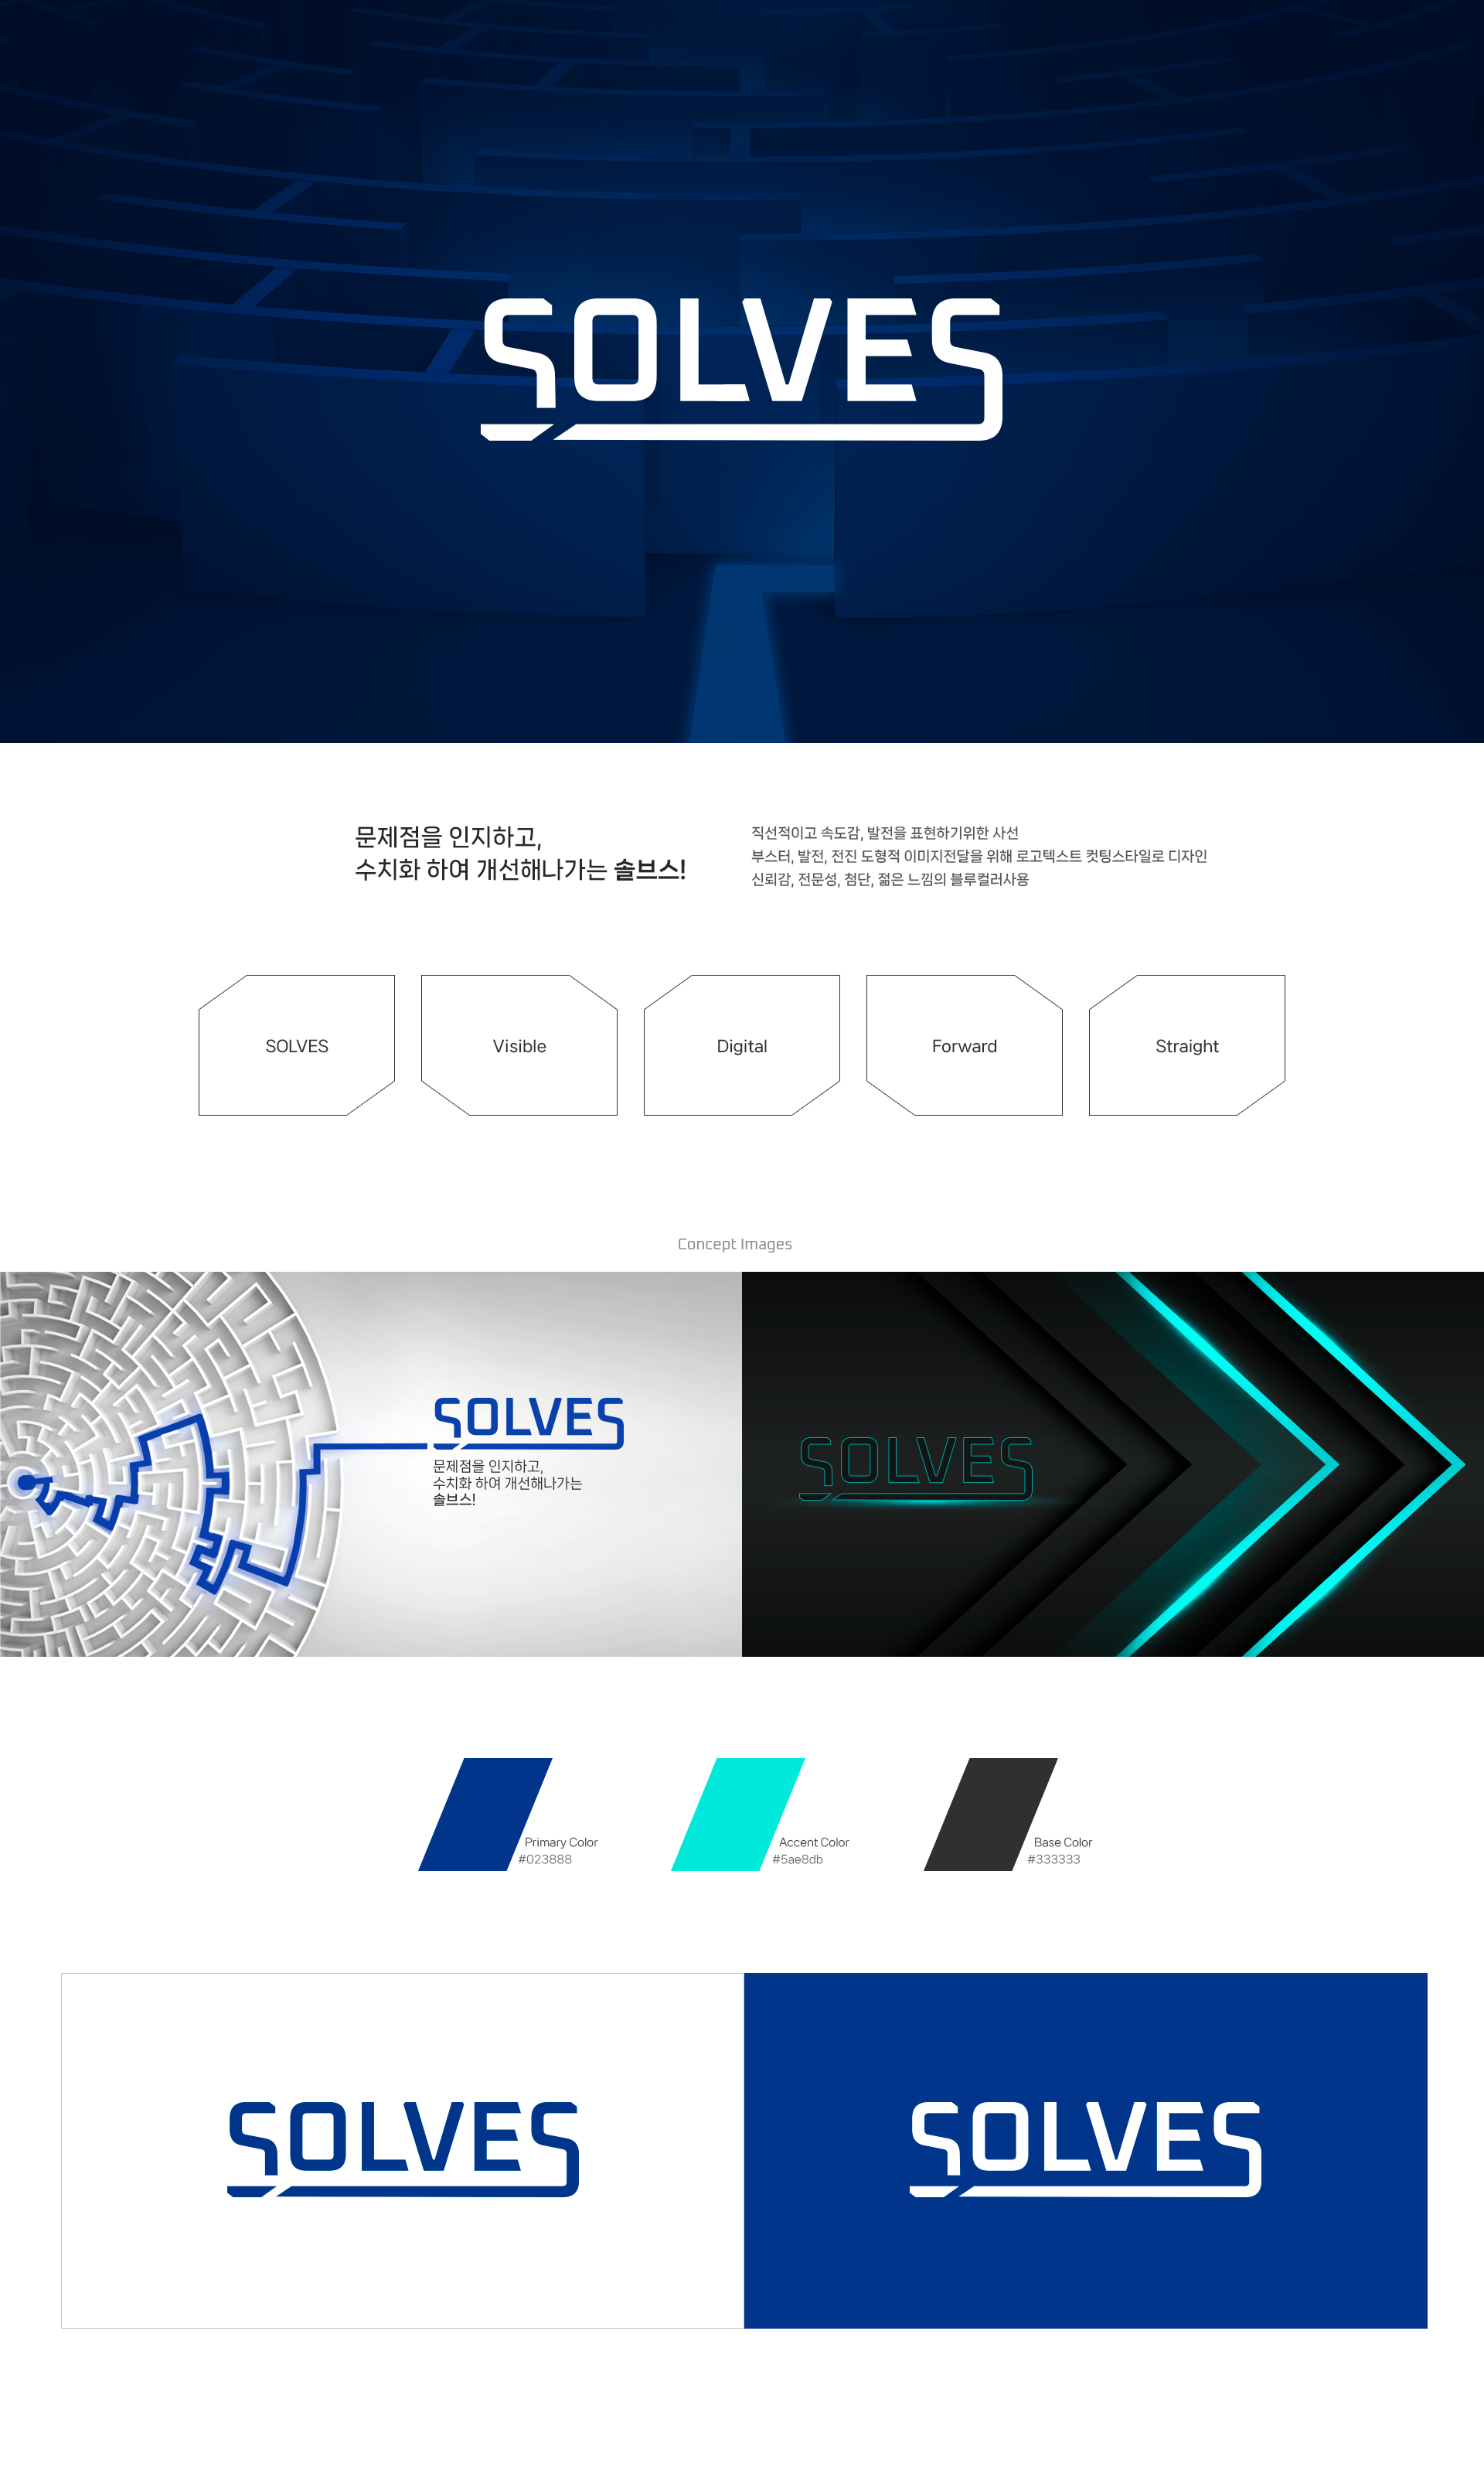 SOLVES
문제점을 인지하고,
수치화 하여 개선해나가는 솔브스!
직선적이고 속도감, 발전을 표현하기위한 사선
부스터, 발전, 전진 도형적 이미지전달을 위해 로고텍스트 컷팅스타일로 디자인
신뢰감, 전문성, 첨단, 젊은 느낌의 블루컬러사용
SOLVES
Visible
Digital
Forward
Straight
Concept Images
SOLVES
문제점을 인지하고,
수치화 하여 개선해나가는
솔브스!
SOLVES
Primary Color
#023888
Accent Color
#5ae8db
Base Color
#333333
SOLVES
SOLVES